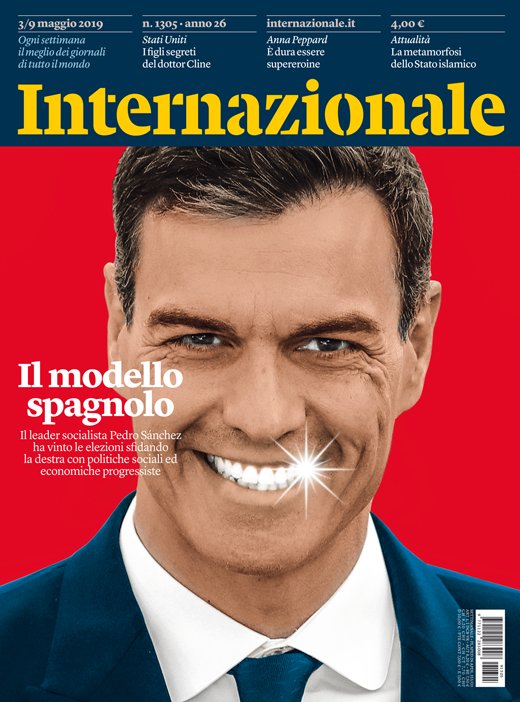 3/9 maggio 2019
Ogni settimana
il meglio dei giornali
di tutto il mondo
n. 1305 • anno 26
Stati Uniti
I figli segreti
del dottor Cline
internazionale.it
Anna Peppard
È dura essere
supereroine
4,00 €
Attualità
La metamorfosi
dello Stato islamico
Internazionale
Il modello
spagnolo
Il leader socialista Pedro Sánchez
ha vinto le elezioni sfidando
la destra con politiche sociali ed
economiche progressiste